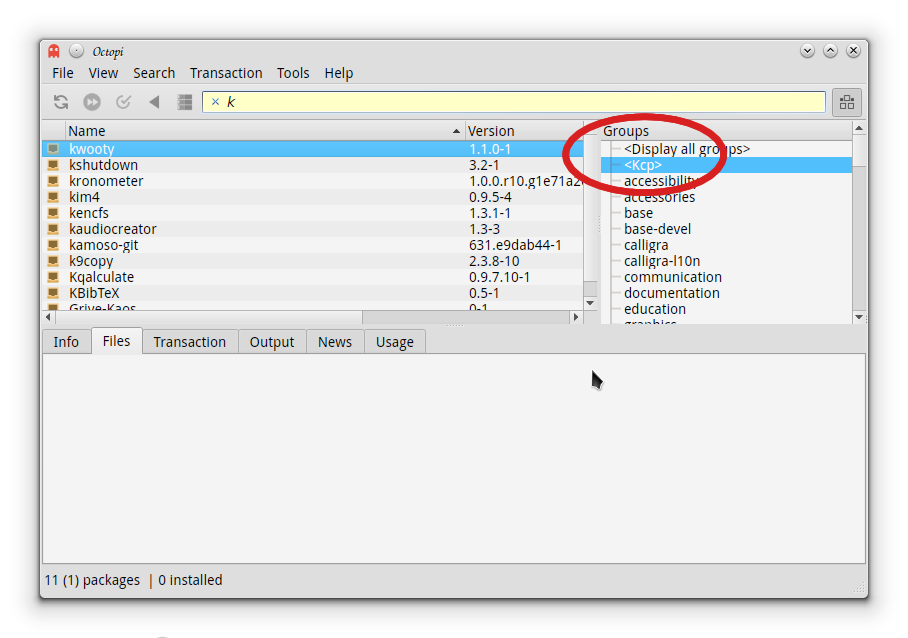 Octopi
File View Search Transaction Tools Help
k
Name Version Groups
kwooty 1.1.0-1 <Display all groups>
kshutdown 3.2-1 <Kcp>
kronometer 1.0.0.r10.g1e71a2 accessibility
kim4 0.9.5-4 accessories
kencfs 1.3.1-1 base
kaudiocreator 1.3-3 base-devel
kamoso-git 631.e9dab44-1 calligra
k9copy 2.3.8-10 calligra-l10n
Kqalculate 0.9.7.10-1 communication
KBibTeX 0.5-1 documentation
Grive-Kaos 0-1 education
graphics
Info Files Transaction Output News Usage
11 (1) packages | 0 installed